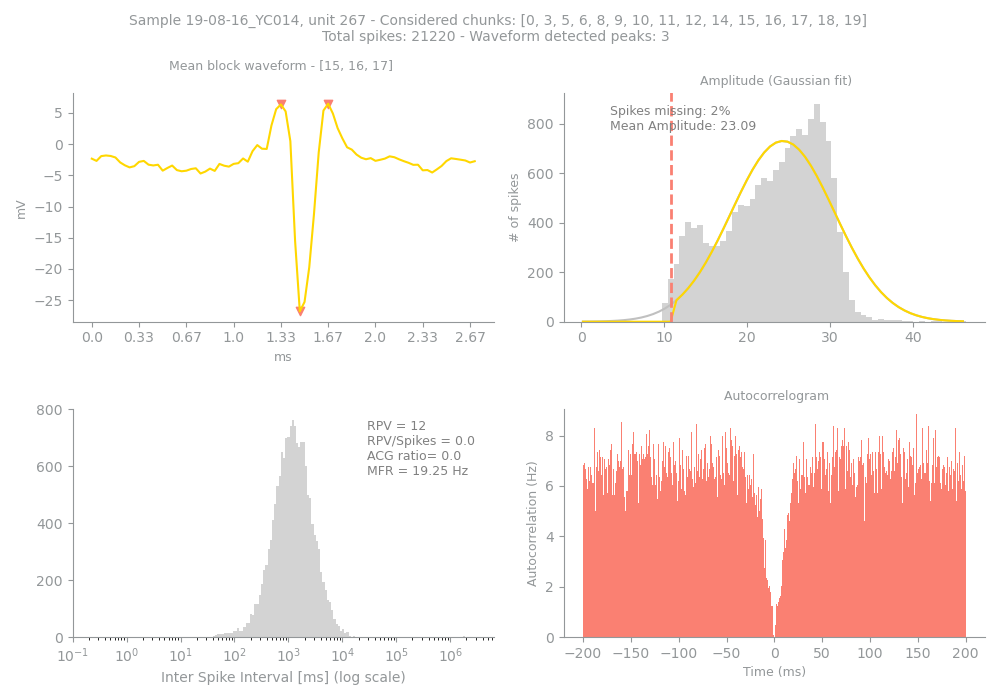 Sample 19-08-16_YC014, unit 267 - Considered chunks: [0, 3, 5, 6, 8, 9, 10, 11, 12, 14, 15, 16, 17, 18, 19]
Total spikes: 21220 - Waveform detected peaks: 3
Mean block waveform - [15, 16, 17]
5
0
−5
−10
−15
−20
−25
mV
0.0 0.33 0.67 1.0 1.33 1.67 2.0 2.33 2.67
ms
Amplitude (Gaussian fit)
Spikes missing: 2%
Mean Amplitude: 23.09
800
600
400
200
0
# of spikes
0 10 20 30 40
800
600
400
200
0
RPV = 12
RPV/Spikes = 0.0
ACG ratio= 0.0
MFR = 19.25 Hz
10⁻¹ 10⁰ 10¹ 10² 10³ 10⁴ 10⁵ 10⁶
Inter Spike Interval [ms] (log scale)
Autocorrelogram
8
6
4
2
0
Autocorrelation (Hz)
−200 −150 −100 −50 0 50 100 150 200
Time (ms)